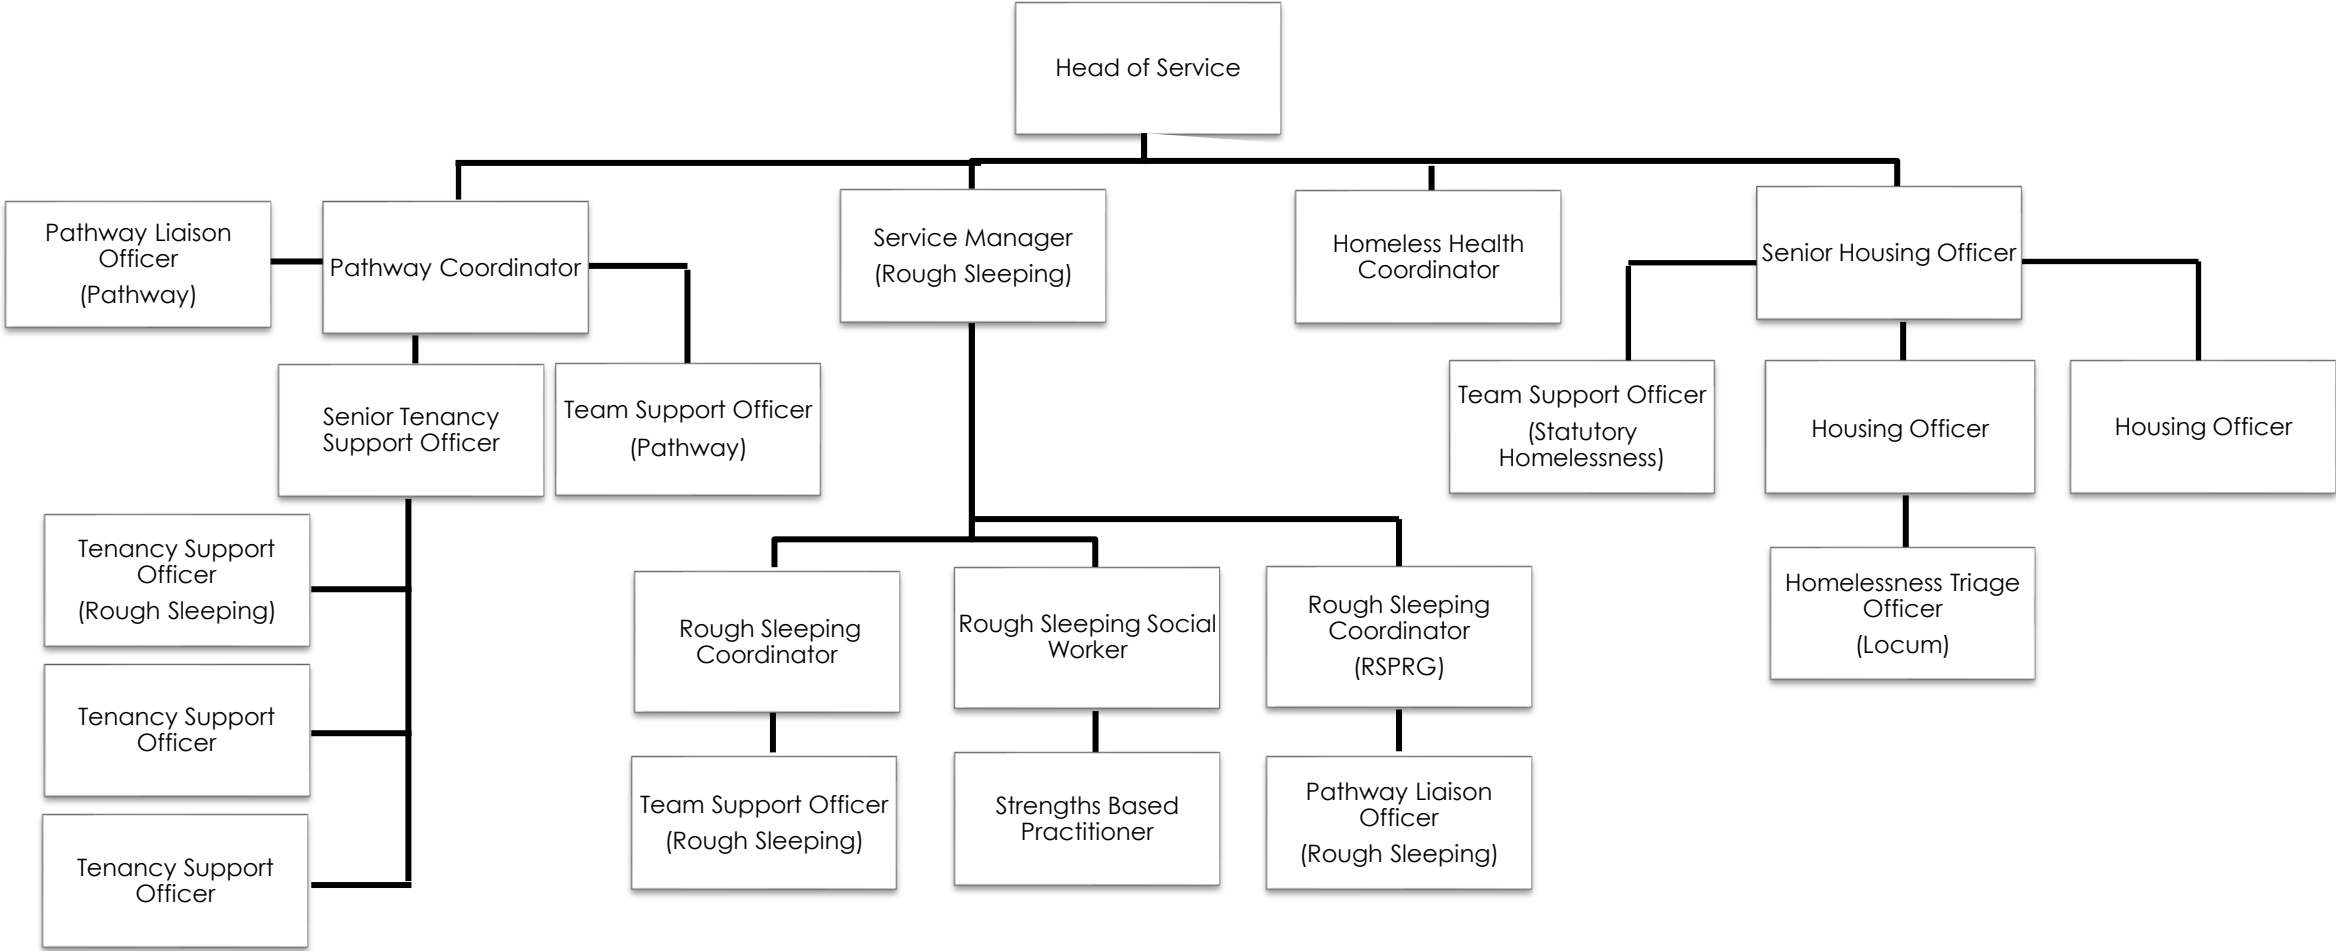 Head of Service
Pathway Liaison
Officer
(Pathway)
Pathway Coordinator
Service Manager
(Rough Sleeping)
Homeless Health
Coordinator
Senior Housing Officer
Senior Tenancy
Support Officer
Team Support Officer
(Pathway)
Team Support Officer
(Statutory
Homelessness)
Housing Officer
Housing Officer
Tenancy Support
Officer
(Rough Sleeping)
Rough Sleeping
Coordinator
Rough Sleeping Social
Worker
Rough Sleeping
Coordinator
(RSPRG)
Homelessness Triage
Officer
(Locum)
Tenancy Support
Officer
Team Support Officer
(Rough Sleeping)
Strengths Based
Practitioner
Pathway Liaison
Officer
(Rough Sleeping)
Tenancy Support
Officer